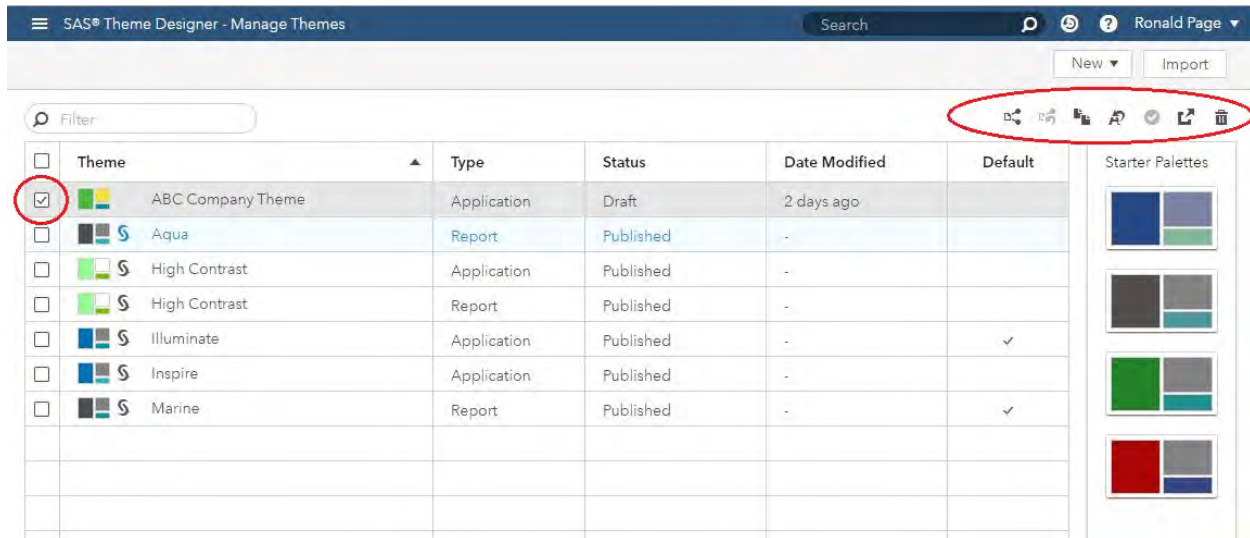 SAS® Theme Designer - Manage Themes Search Ronald Page
New Import
Filter
Theme Type Status Date Modified Default Starter Palettes
ABC Company Theme Application Draft 2 days ago
Aqua Report Published -
High Contrast Application Published -
High Contrast Report Published -
Illuminate Application Published -
Inspire Application Published -
Marine Report Published -